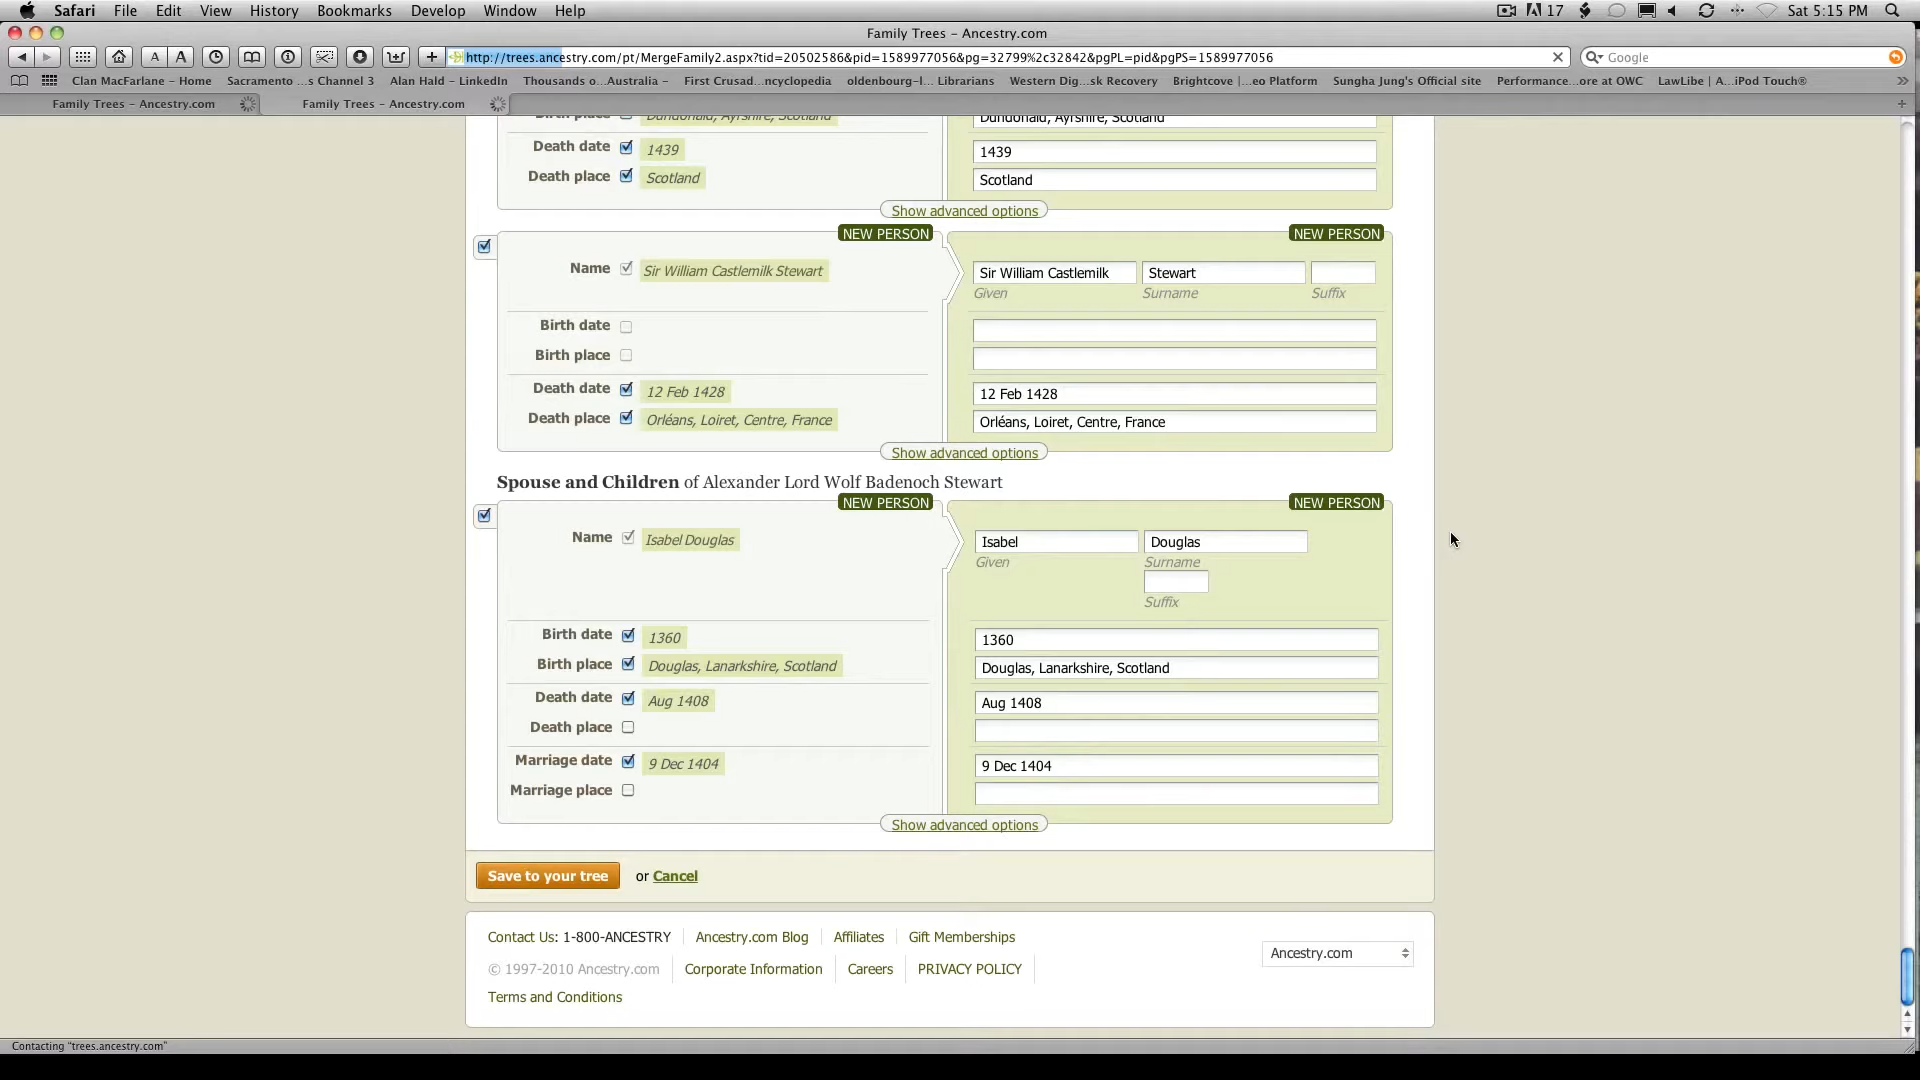 Safari File Edit View History Bookmarks Develop Window Help 17 Sat 5:15 PM
Family Trees – Ancestry.com
A A http://trees.ancestry.com/pt/MergeFamily2.aspx?tid=20502586&pid=1589977056&pg=32799%2c32842&pgPL=pid&pgPS=1589977056 Google
Clan MacFarlane – Home Sacramento ...s Channel 3 Alan Hald – LinkedIn Thousands o...Australia – First Crusad...ncyclopedia oldenbourg–l... Librarians Western Dig...sk Recovery Brightcove |...eo Platform Sungha Jung's Official site Performance...ore at OWC LawLibe | A...iPod Touch®
Family Trees – Ancestry.com Family Trees – Ancestry.com
Birth place Dundonald, Ayrshire, Scotland Dundonald, Ayrshire, Scotland
Death date 1439 1439
Death place Scotland Scotland
Show advanced options
NEW PERSON NEW PERSON
Name Sir William Castlemilk Stewart Sir William Castlemilk Stewart
Given Surname Suffix
Birth date
Birth place
Death date 12 Feb 1428 12 Feb 1428
Death place Orléans, Loiret, Centre, France Orléans, Loiret, Centre, France
Show advanced options
Spouse and Children of Alexander Lord Wolf Badenoch Stewart
NEW PERSON NEW PERSON
Name Isabel Douglas Isabel Douglas
Given Surname
Suffix
Birth date 1360 1360
Birth place Douglas, Lanarkshire, Scotland Douglas, Lanarkshire, Scotland
Death date Aug 1408 Aug 1408
Death place
Marriage date 9 Dec 1404 9 Dec 1404
Marriage place
Show advanced options
Save to your tree or Cancel
Contact Us: 1-800-ANCESTRY Ancestry.com Blog Affiliates Gift Memberships
Ancestry.com
© 1997-2010 Ancestry.com Corporate Information Careers PRIVACY POLICY
Terms and Conditions
Contacting "trees.ancestry.com"